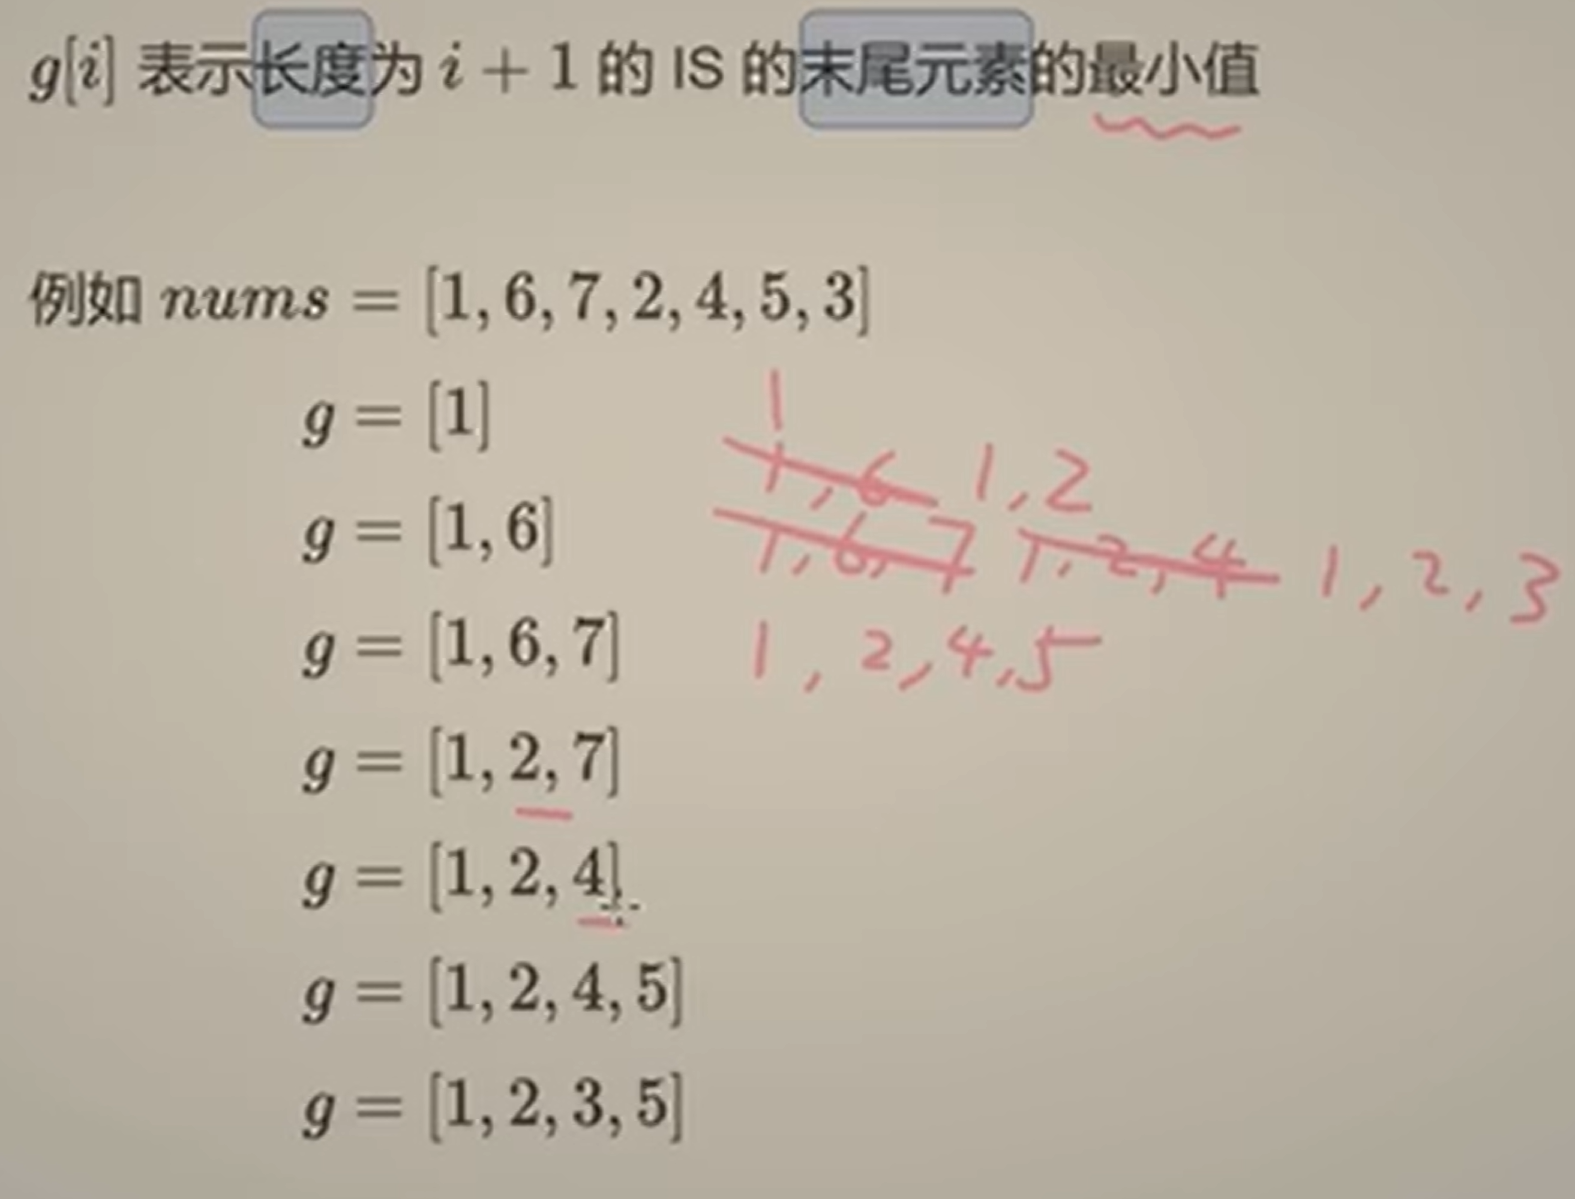 g[i] 表示长度为 i + 1 的 IS 的末尾元素的最小值
例如 nums = [1, 6, 7, 2, 4, 5, 3]
g = [1]
1
g = [1, 6]
1, 6 1, 2
1, 6, 7 1, 2, 4 1, 2, 3
g = [1, 6, 7]
1, 2, 4, 5
g = [1, 2, 7]
g = [1, 2, 4]
g = [1, 2, 4, 5]
g = [1, 2, 3, 5]